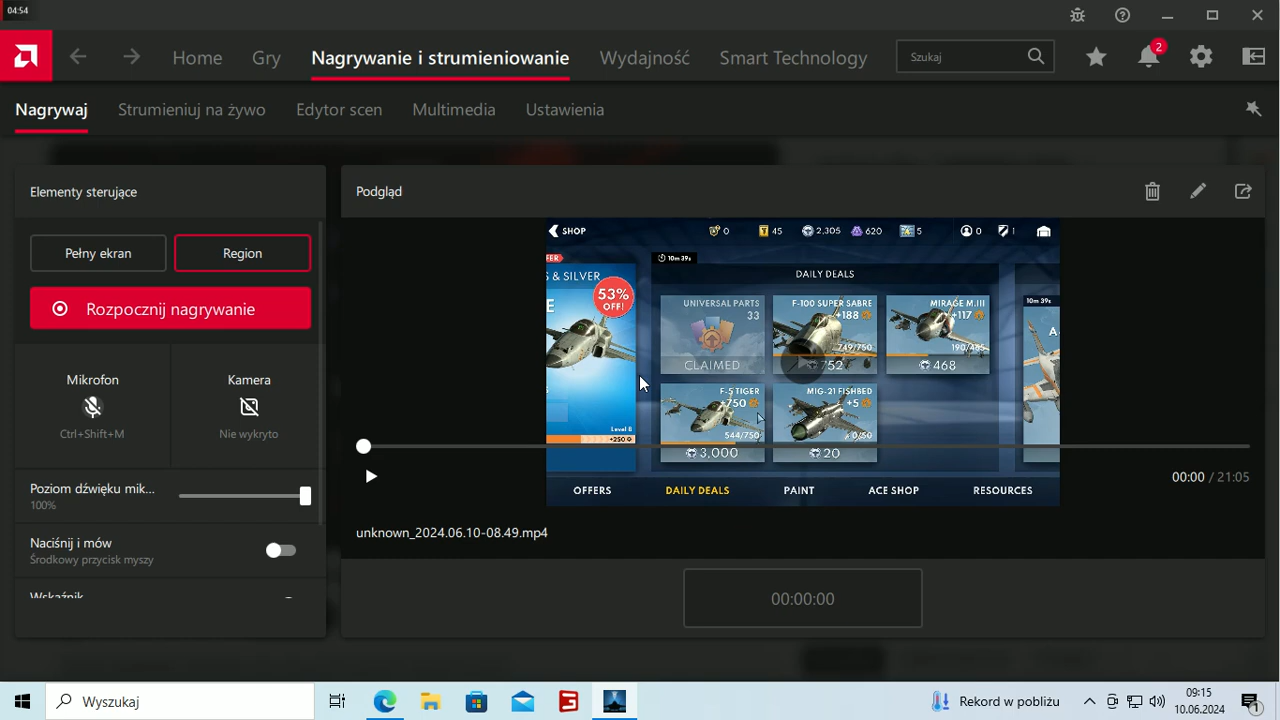 04:54
Home
Gry
Nagrywanie i strumieniowanie
Wydajność
Smart Technology
Szukaj
2
Nagrywaj
Strumieniuj na żywo
Edytor scen
Multimedia
Ustawienia
Elementy sterujące
Pełny ekran
Region
Rozpocznij nagrywanie
Mikrofon
Ctrl+Shift+M
Kamera
Nie wykryto
Poziom dźwięku mik...
100%
Naciśnij i mów
Środkowy przycisk myszy
Wskaźnik
Podgląd
SHOP
0
45
2,305
620
5
0
1
10m 39s
DAILY DEALS
S & SILVER
53%
OFF!
Level 8
+250
UNIVERSAL PARTS
33
CLAIMED
F-100 SUPER SABRE
+188
749/750
752
MIRAGE M.III
+117
190/485
468
F-5 TIGER
+750
544/750
3,000
MIG-21 FISHBED
+5
0/50
20
10m 39s
OFFERS
DAILY DEALS
PAINT
ACE SHOP
RESOURCES
00:00 / 21:05
unknown_2024.06.10-08.49.mp4
00:00:00
Wyszukaj
Rekord w pobliżu
09:15
10.06.2024
1